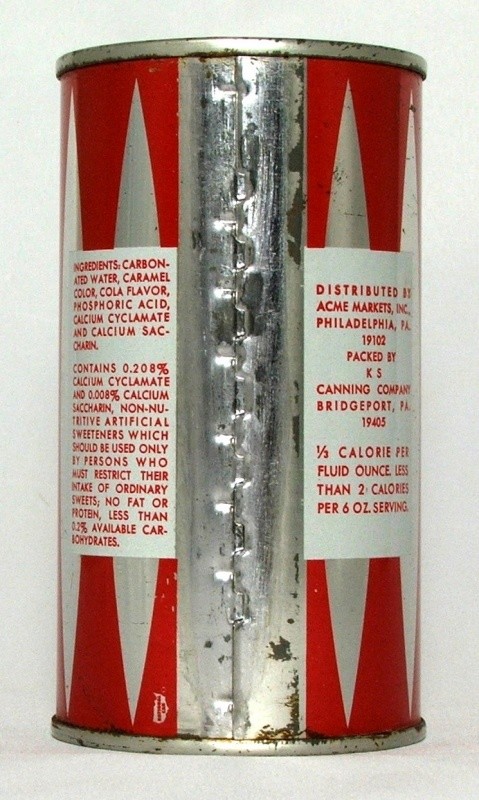 INGREDIENTS: CARBON-
ATED WATER, CARAMEL
COLOR, COLA FLAVOR,
PHOSPHORIC ACID,
CALCIUM CYCLAMATE
AND CALCIUM SAC-
CHARIN.
CONTAINS 0.208%
CALCIUM CYCLAMATE
AND 0.008% CALCIUM
SACCHARIN, NON-NU-
TRITIVE ARTIFICIAL
SWEETENERS WHICH
SHOULD BE USED ONLY
BY PERSONS WHO
MUST RESTRICT THEIR
INTAKE OF ORDINARY
SWEETS; NO FAT OR
PROTEIN, LESS THAN
0.2% AVAILABLE CAR-
BOHYDRATES.
DISTRIBUTED BY
ACME MARKETS, INC.,
PHILADELPHIA, PA.
19102
PACKED BY
K S
CANNING COMPANY
BRIDGEPORT, PA.
19405
⅓ CALORIE PER
FLUID OUNCE. LESS
THAN 2 CALORIES
PER 6 OZ. SERVING.